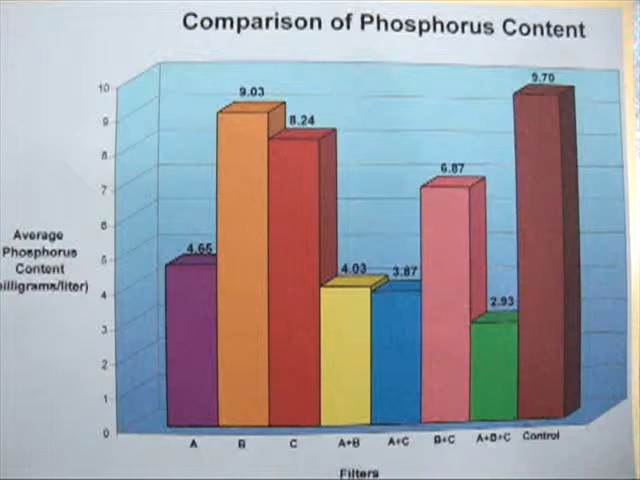 Comparison of Phosphorus Content
10
9
8
7
6
5
4
3
2
1
0
9.70
9.03
8.24
6.87
4.65
4.03
3.87
2.93
Average
Phosphorus
Content
illigrams/liter)
A
B
C
A+B
A+C
B+C
A+B+C
Control
Filters